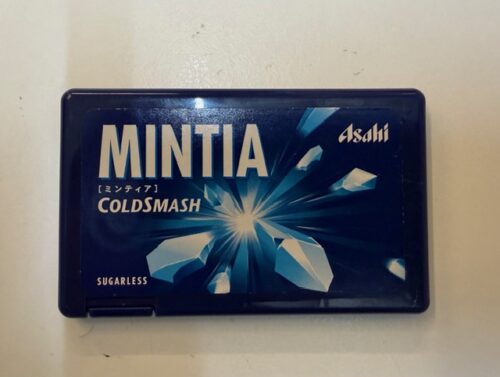 MINTIA
Asahi
[ミンティア]
COLDSMASH
SUGARLESS